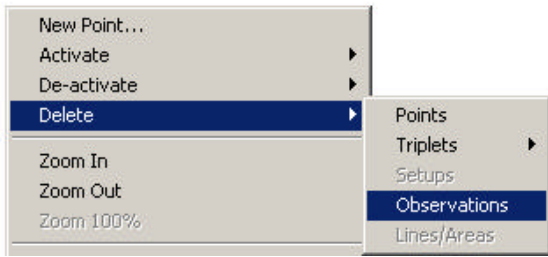 New Point...
Activate
De-activate
Delete
Zoom In
Zoom Out
Zoom 100%
Points
Triplets
Setups
Observations
Lines/Areas